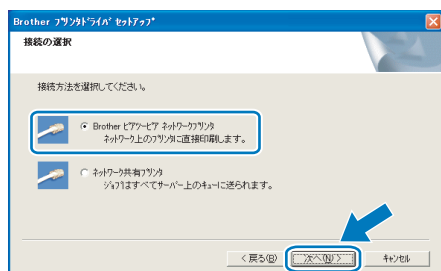 Brother プリンタドライバ セットアップ
接続の選択
接続方法を選択してください。
Brother ピアツーピア ネットワークプリンタ
ネットワーク上のプリンタに直接印刷します。
ネットワーク共有プリンタ
ジョブはすべてサーバー上のキューに送られます。
< 戻る(B)
次へ(N) >
キャンセル